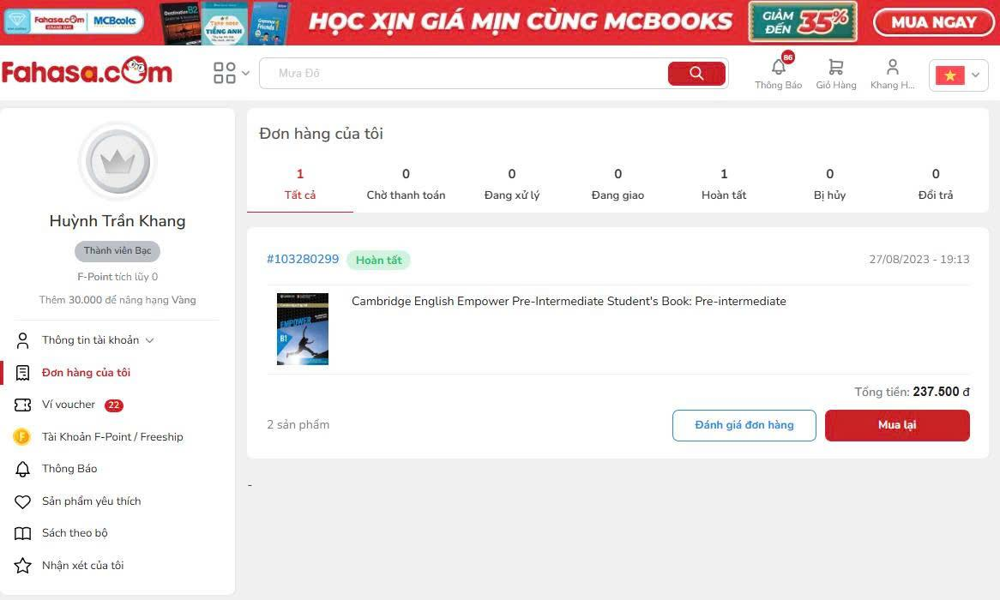 Fahasa.com
BRAND DAY
MCBooks
HỌC XỊN GIÁ MỊN CÙNG MCBOOKS
GIẢM
ĐẾN
35%
MUA NGAY
Fahasa.com
Mưa Đỏ
86
Thông Báo
Giỏ Hàng
Khang H...
Huỳnh Trần Khang
Thành viên Bạc
F-Point tích lũy 0
Thêm 30.000 để nâng hạng Vàng
Thông tin tài khoản
Đơn hàng của tôi
Ví voucher 22
Tài Khoản F-Point / Freeship
Thông Báo
Sản phẩm yêu thích
Sách theo bộ
Nhận xét của tôi
Đơn hàng của tôi
1 0 0 0 1 0 0
Tất cả Chờ thanh toán Đang xử lý Đang giao Hoàn tất Bị hủy Đổi trả
#103280299 Hoàn tất 27/08/2023 - 19:13
EMPOWER
B1
Cambridge English Empower Pre-Intermediate Student's Book: Pre-intermediate
Tổng tiền: 237.500 đ
2 sản phẩm
Đánh giá đơn hàng
Mua lại
-